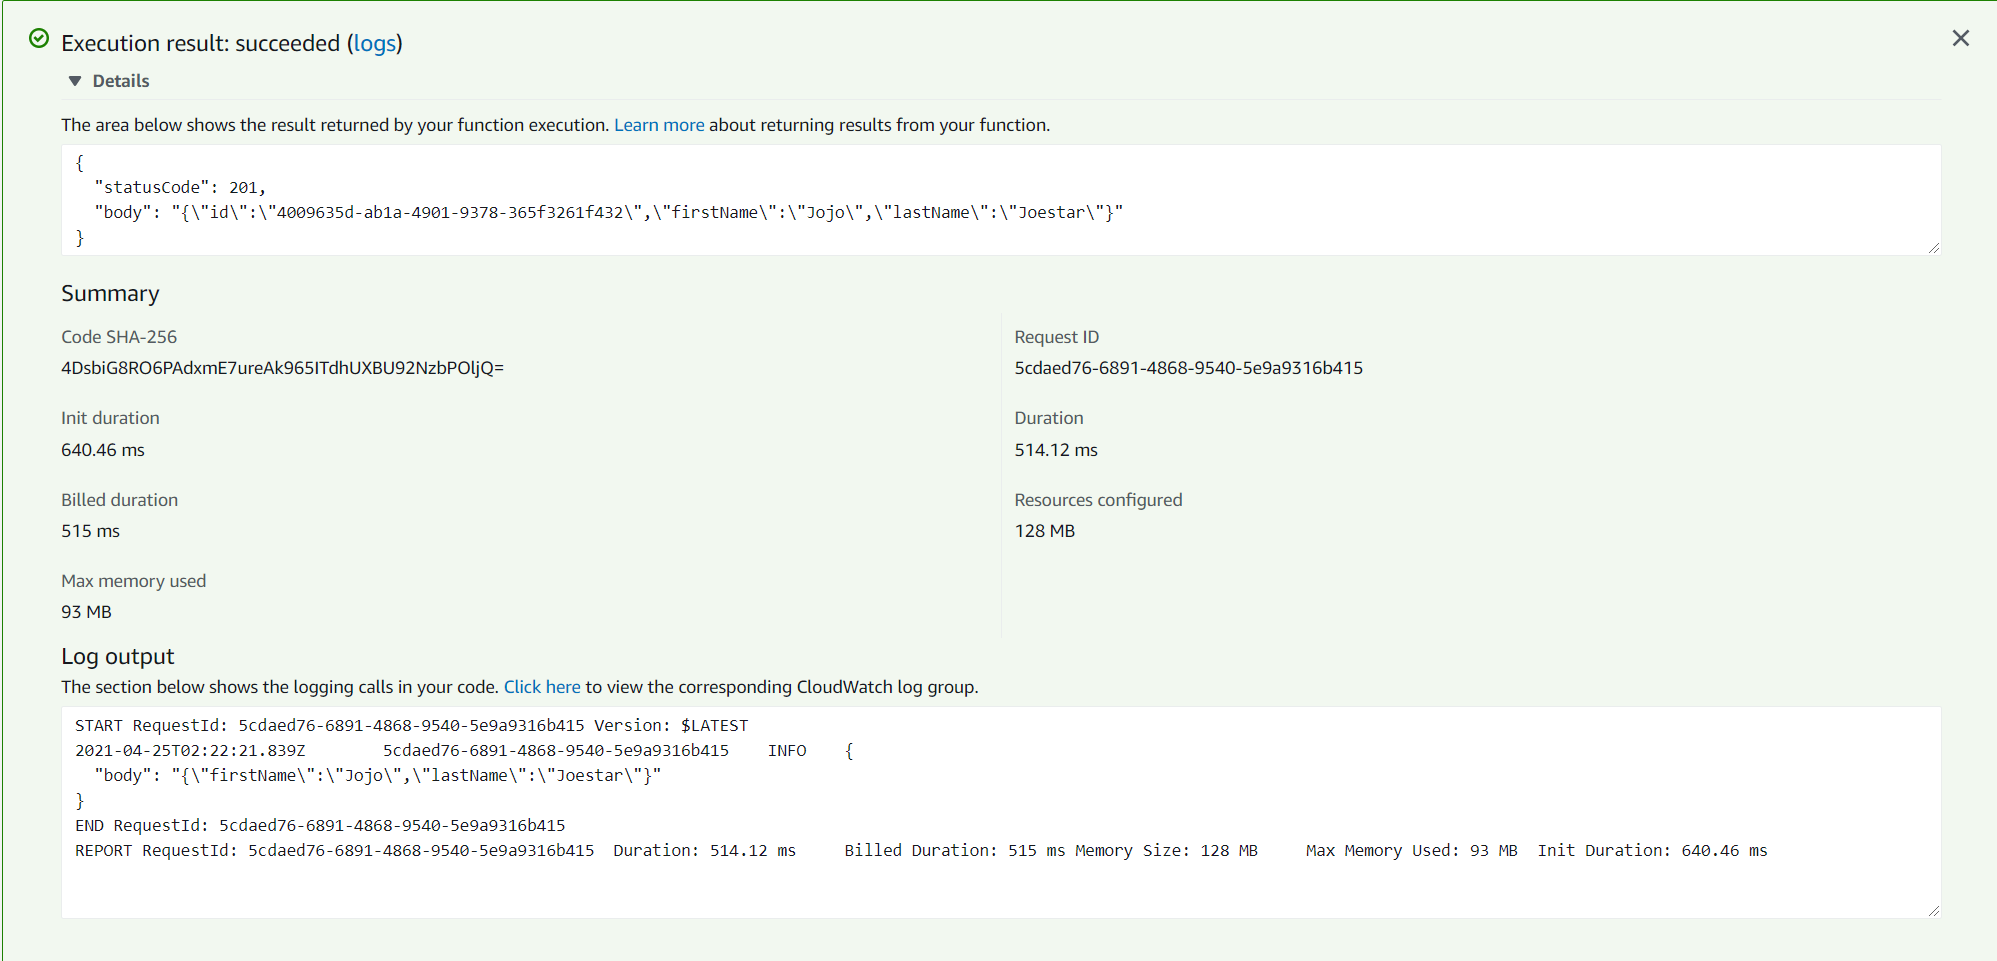 Execution result: succeeded (logs)
Details
The area below shows the result returned by your function execution. Learn more about returning results from your function.
{
"statusCode": 201,
"body": "{\"id\":\"4009635d-ab1a-4901-9378-365f3261f432\",\"firstName\":\"Jojo\",\"lastName\":\"Joestar\"}"
}
Summary
Code SHA-256
4DsbiG8RO6PAdxmE7ureAk965ITdhUXBU92NzbPOljQ=
Request ID
5cdaed76-6891-4868-9540-5e9a9316b415
Init duration
640.46 ms
Duration
514.12 ms
Billed duration
515 ms
Resources configured
128 MB
Max memory used
93 MB
Log output
The section below shows the logging calls in your code. Click here to view the corresponding CloudWatch log group.
START RequestId: 5cdaed76-6891-4868-9540-5e9a9316b415 Version: $LATEST
2021-04-25T02:22:21.839Z 5cdaed76-6891-4868-9540-5e9a9316b415 INFO {
"body": "{\"firstName\":\"Jojo\",\"lastName\":\"Joestar\"}"
}
END RequestId: 5cdaed76-6891-4868-9540-5e9a9316b415
REPORT RequestId: 5cdaed76-6891-4868-9540-5e9a9316b415 Duration: 514.12 ms Billed Duration: 515 ms Memory Size: 128 MB Max Memory Used: 93 MB Init Duration: 640.46 ms